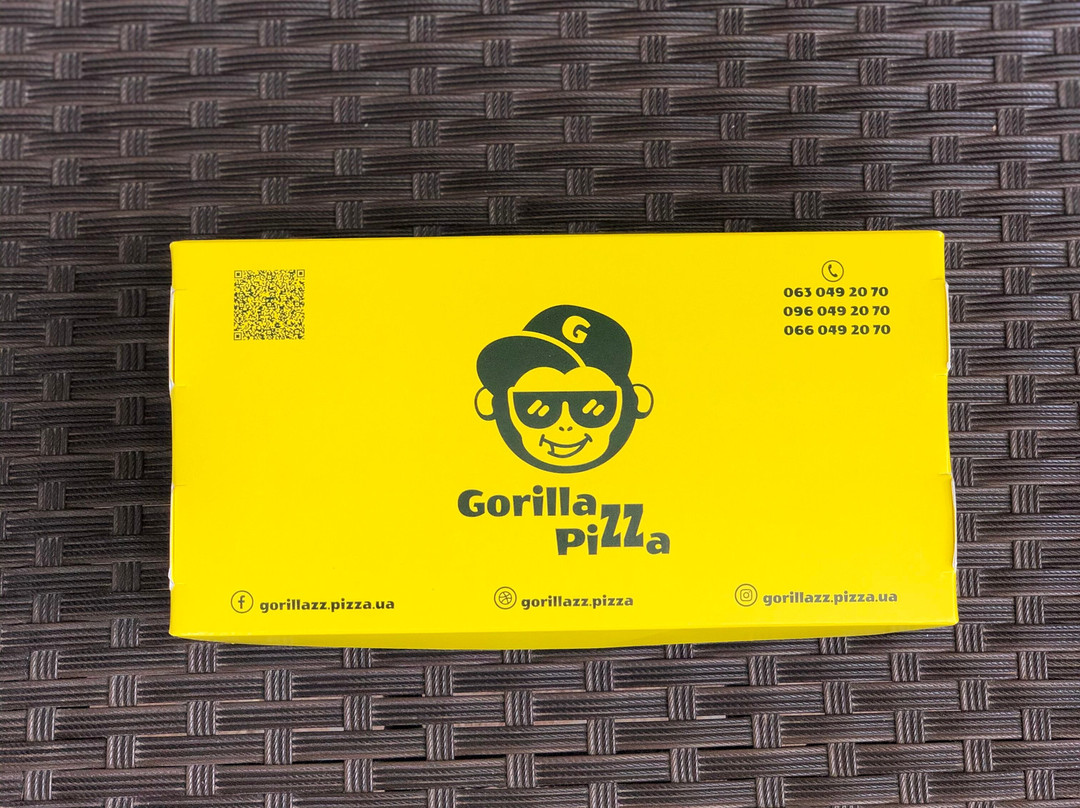 063 049 20 70
096 049 20 70
066 049 20 70
G
Gorilla
PiZZa
gorillazz.pizza.ua
gorillazz.pizza
gorillazz.pizza.ua